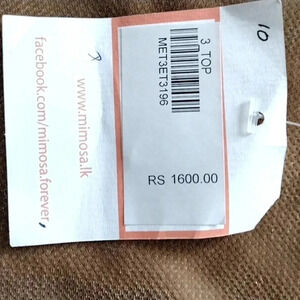 10
3 TOP
MET3ET3196
RS 1600.00
www.mimosa.lk
facebook.com/mimosa.forever,